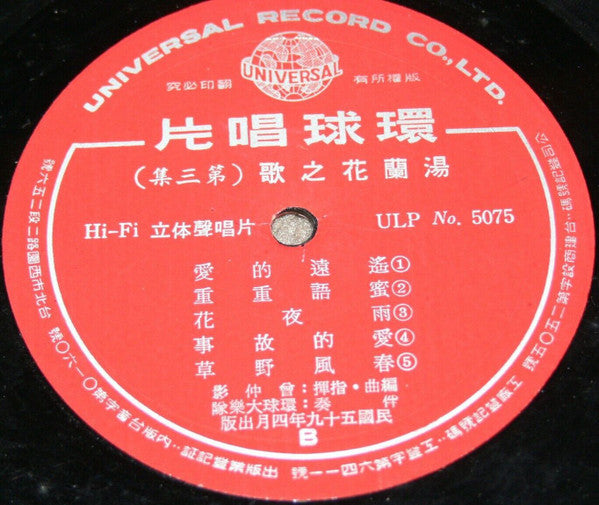 UNIVERSAL RECORD CO., LTD.
UNIVERSAL
版權所有 翻印必究
環球唱片
湯蘭花之歌（第三集）
Hi-Fi 立体聲唱片 ULP No. 5075
①遙遠的愛
②蜜語重重
③雨夜花
④愛的故事
⑤春風野草
編曲・指揮：曾仲影
伴奏：環球大樂隊
民國五十九年四月出版
B
台北市西園路二段二五六號